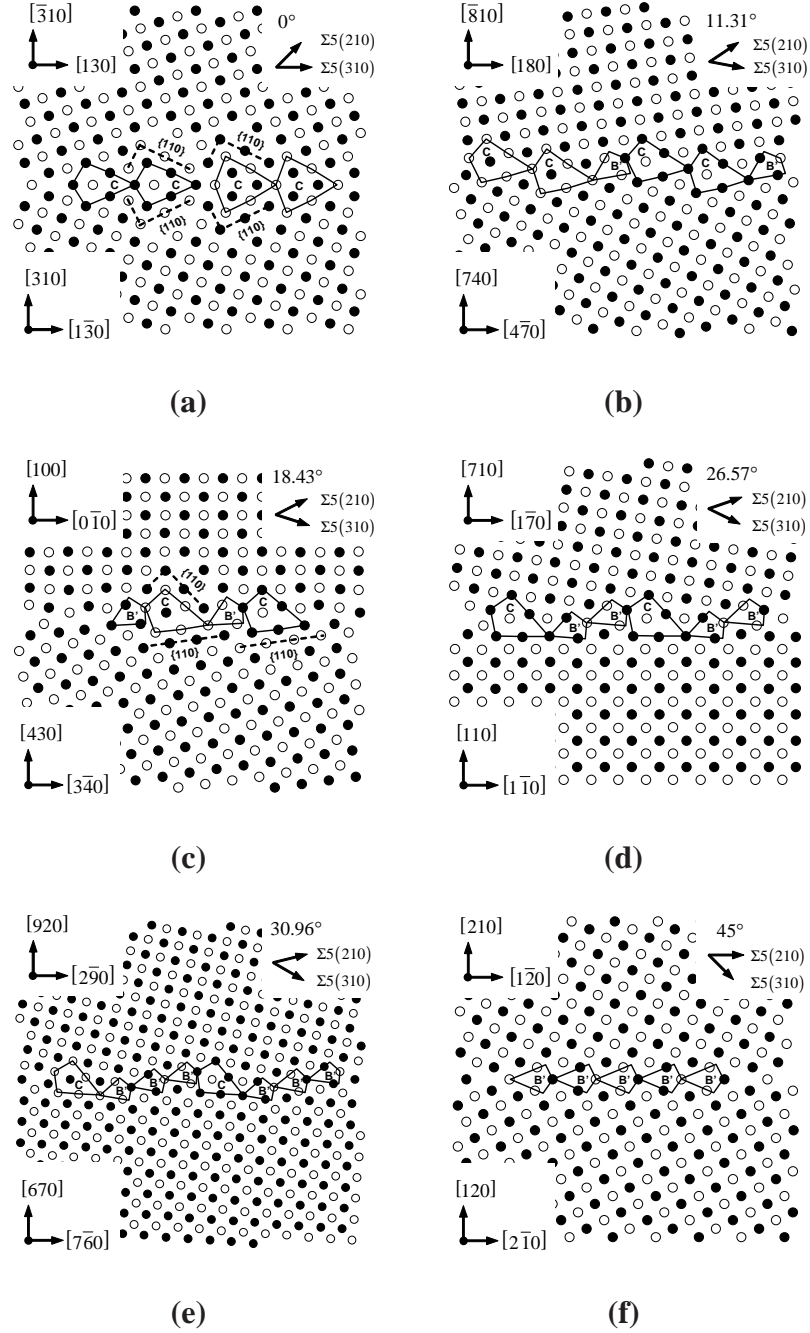 [3̅10]
[130]
0°
Σ5(210)
Σ5(310)
{110}
{110}
C
C
C
C
{110}
{110}
[310]
[13̅0]
(a)
[8̅10]
[180]
11.31°
Σ5(210)
Σ5(310)
C
C
B'
C
C
B'
[740]
[47̅0]
(b)
[100]
[01̅0]
18.43°
Σ5(210)
Σ5(310)
{110}
B'
C
B'
C
{110}
{110}
[430]
[34̅0]
(c)
[710]
[17̅0]
26.57°
Σ5(210)
Σ5(310)
C
B'
B'
C
B'
B'
[110]
[11̅0]
(d)
[920]
[29̅0]
30.96°
Σ5(210)
Σ5(310)
C
B'
B'
B'
C
B'
B'
B'
[670]
[76̅0]
(e)
[210]
[12̅0]
45°
Σ5(210)
Σ5(310)
B'
B'
B'
B'
B'
[120]
[21̅0]
(f)